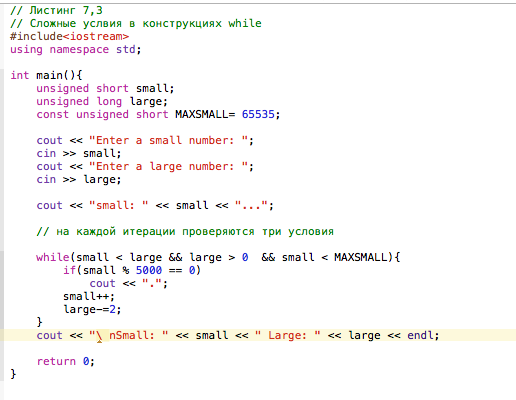 // Листинг 7,3
// Сложные услвия в конструкциях while
#include<iostream>
using namespace std;
int main(){
unsigned short small;
unsigned long large;
const unsigned short MAXSMALL= 65535;
cout << "Enter a small number: ";
cin >> small;
cout << "Enter a large number: ";
cin >> large;
cout << "small: " << small << "...";
// на каждой итерации проверяются три условия
while(small < large && large > 0  && small < MAXSMALL){
if(small % 5000 == 0)
cout << ".";
small++;
large-=2;
}
cout << "\ nSmall: " << small << " Large: " << large << endl;
return 0;
}